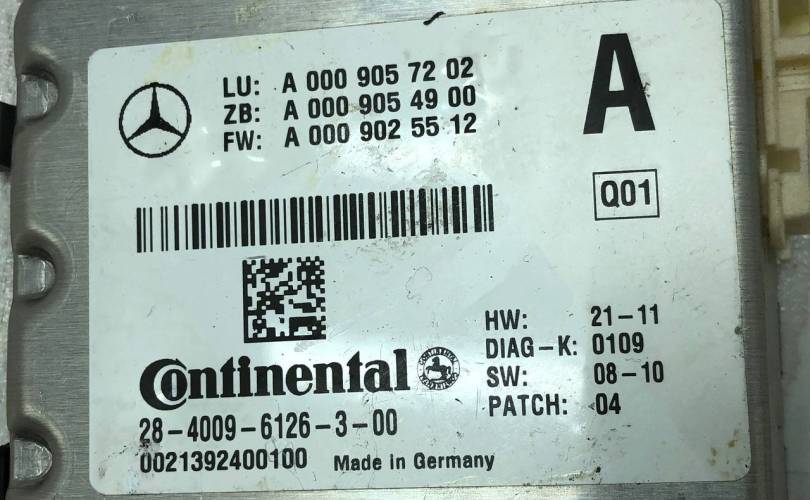 LU: A 000 905 72 02
ZB: A 000 905 49 00
FW: A 000 902 55 12
A
Q01
HW: 21-11
DIAG-K: 0109
SW: 08-10
PATCH: 04
Continental
28-4009-6126-3-00
0021392400100 Made in Germany